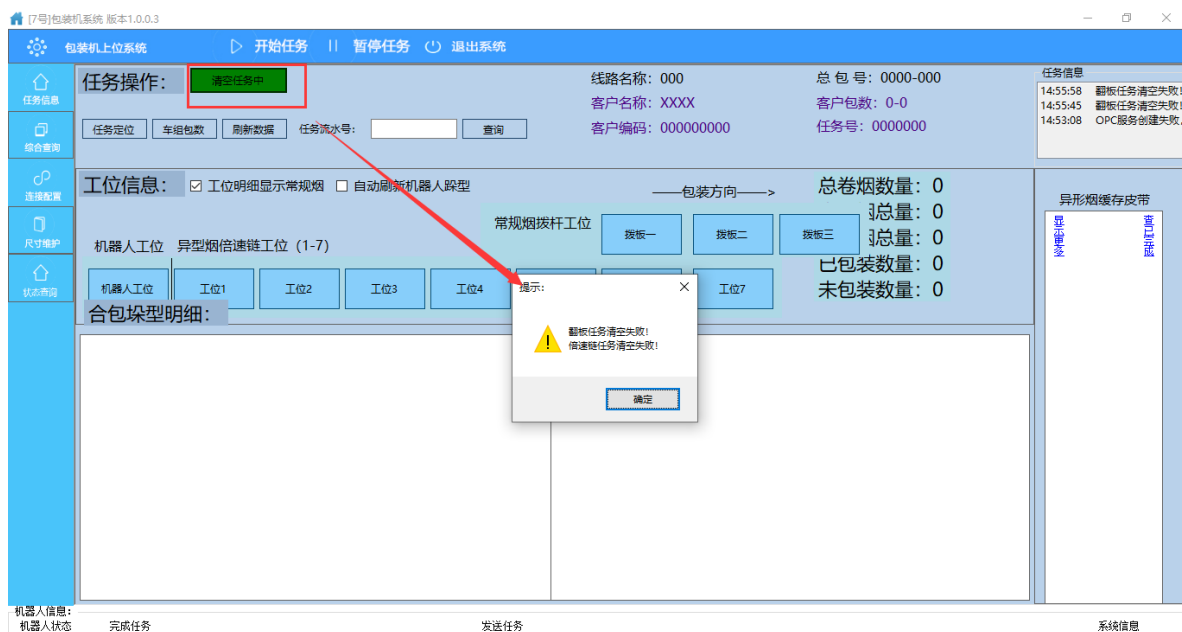 [7号]包装机系统 版本1.0.0.3
包装机上位系统 开始任务 暂停任务 退出系统
任务信息
综合查询
连接配置
尺寸维护
状态查询
任务操作： 清空任务中
任务定位 车组包数 刷新数据 任务流水号： 查询
线路名称：000
客户名称：XXXX
客户编码：000000000
总 包 号：0000-000
客户包数：0-0
任务号：0000000
任务信息
14:55:58 翻板任务清空失败!
14:55:45 翻板任务清空失败!
14:53:08 OPC服务创建失败
工位信息： 工位明细显示常规烟 自动刷新机器人跺型
——包装方向——>
总卷烟数量：0
烟总量：0
总量：0
已包装数量：0
未包装数量：0
常规烟拨杆工位 拨板一 拨板二 拨板三
机器人工位 异型烟倍速链工位（1-7）
机器人工位 工位1 工位2 工位3 工位4 工位7
合包垛型明细：
提示:
翻板任务清空失败!
倍速链任务清空失败!
确定
异形烟缓存皮带
显示更多
查已完成
机器人信息:
机器人状态 完成任务 发送任务 系统信息